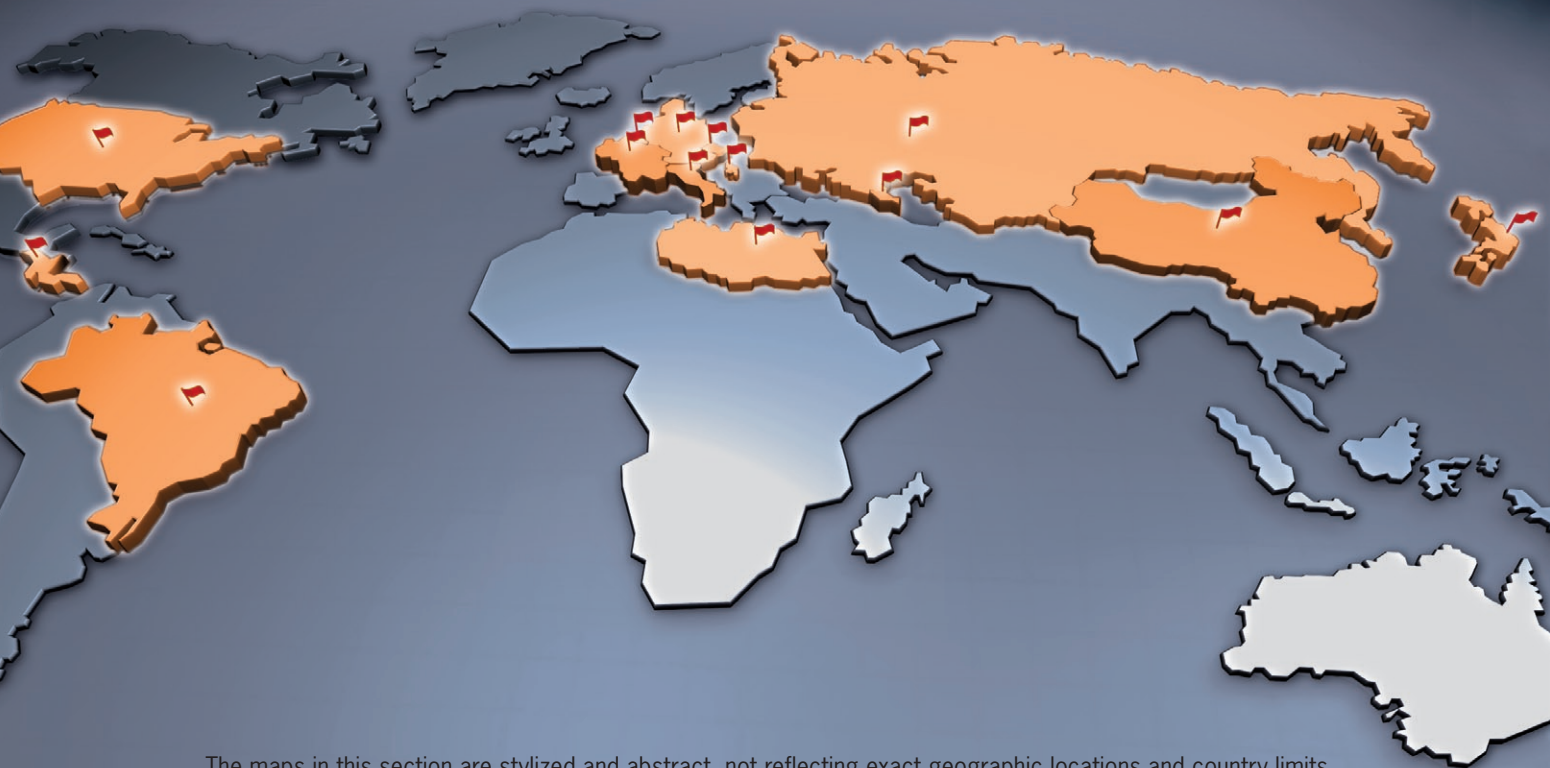 The maps in this section are stylized and abstract, not reflecting exact geographic locations and country limits